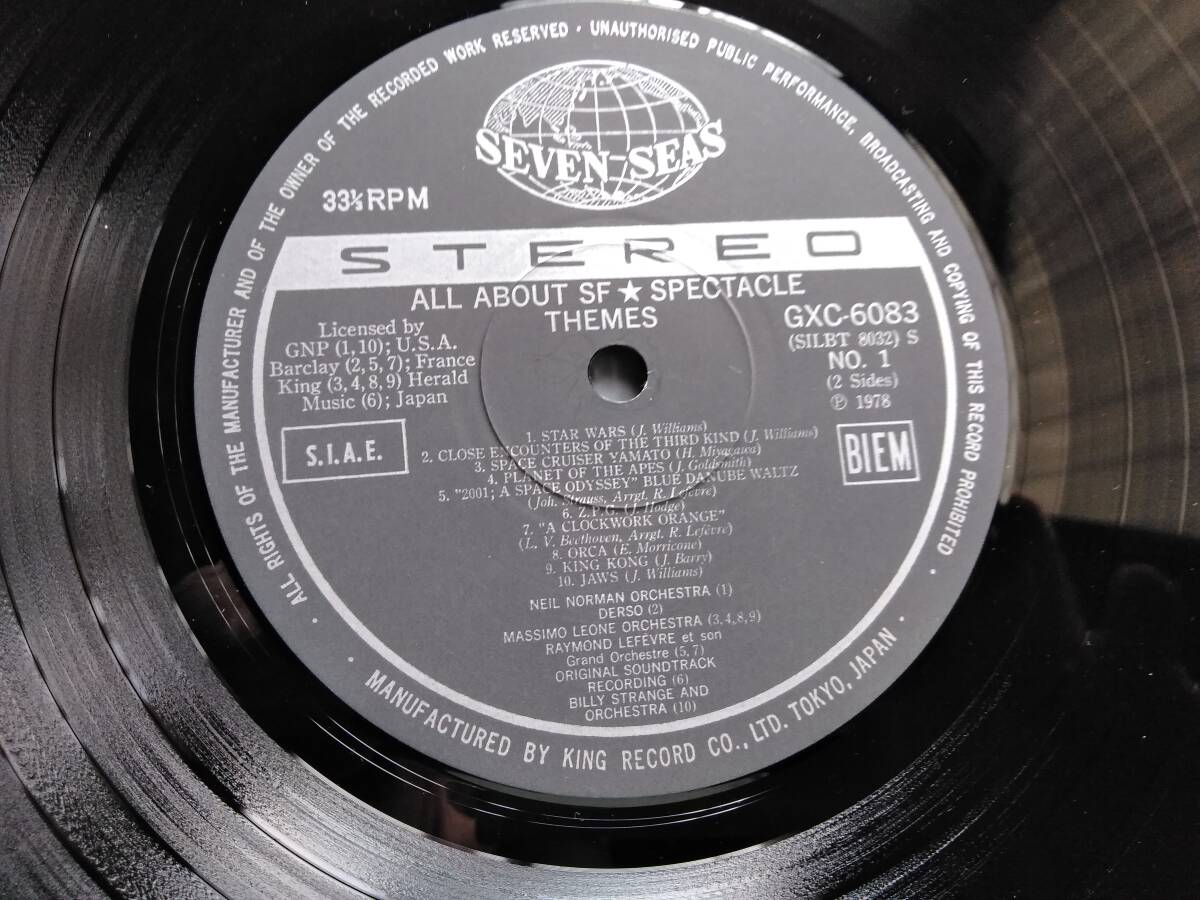 ALL RIGHTS OF THE MANUFACTURER AND OF THE OWNER OF THE RECORDED WORK RESERVED · UNAUTHORISED PUBLIC PERFORMANCE, BROADCASTING AND COPYING OF THIS RECORD PROHIBITED ·
SEVEN SEAS
33⅓ RPM
STEREO
ALL ABOUT SF ★ SPECTACLE
THEMES
Licensed by
GNP (1, 10); U.S.A.
Barclay (2, 5, 7); France
King (3, 4, 8, 9) Herald
Music (6); Japan
GXC-6083
(SILBT 8032) S
NO. 1
(2 Sides)
Ⓟ 1978
S.I.A.E.
BIEM
1. STAR WARS (J. Williams)
2. CLOSE ENCOUNTERS OF THE THIRD KIND (J. Williams)
3. SPACE CRUISER YAMATO (H. Miyagawa)
4. PLANET OF THE APES (J. Goldsmith)
5. "2001; A SPACE ODYSSEY" BLUE DANUBE WALTZ
(Joh. Strauss, Arrgt. R. Lefèvre)
6. Z.P.G. (J. Hodge)
7. "A CLOCKWORK ORANGE"
(L. V. Beethoven, Arrgt. R. Lefèvre)
8. ORCA (E. Morricone)
9. KING KONG (J. Barry)
10. JAWS (J. Williams)
NEIL NORMAN ORCHESTRA (1)
DERSO (2)
MASSIMO LEONE ORCHESTRA (3, 4, 8, 9)
RAYMOND LEFÈVRE et son
Grand Orchestre (5, 7)
ORIGINAL SOUNDTRACK
RECORDING (6)
BILLY STRANGE AND
ORCHESTRA (10)
· MANUFACTURED BY KING RECORD CO., LTD. TOKYO, JAPAN ·